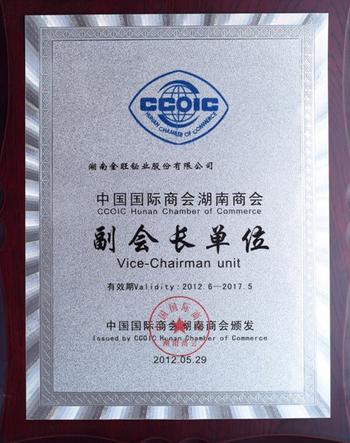 CCOIC
HUNAN CHAMBER OF COMMERCE
湖南金旺铋业股份有限公司
中国国际商会湖南商会
CCOIC Hunan Chamber of Commerce
副会长单位
Vice-Chairman unit
有效期Validity:2012.6—2017.5
中国国际商会湖南商会颁发
Issued by CCOIC Hunan Chamber of Commerce
2012.05.29